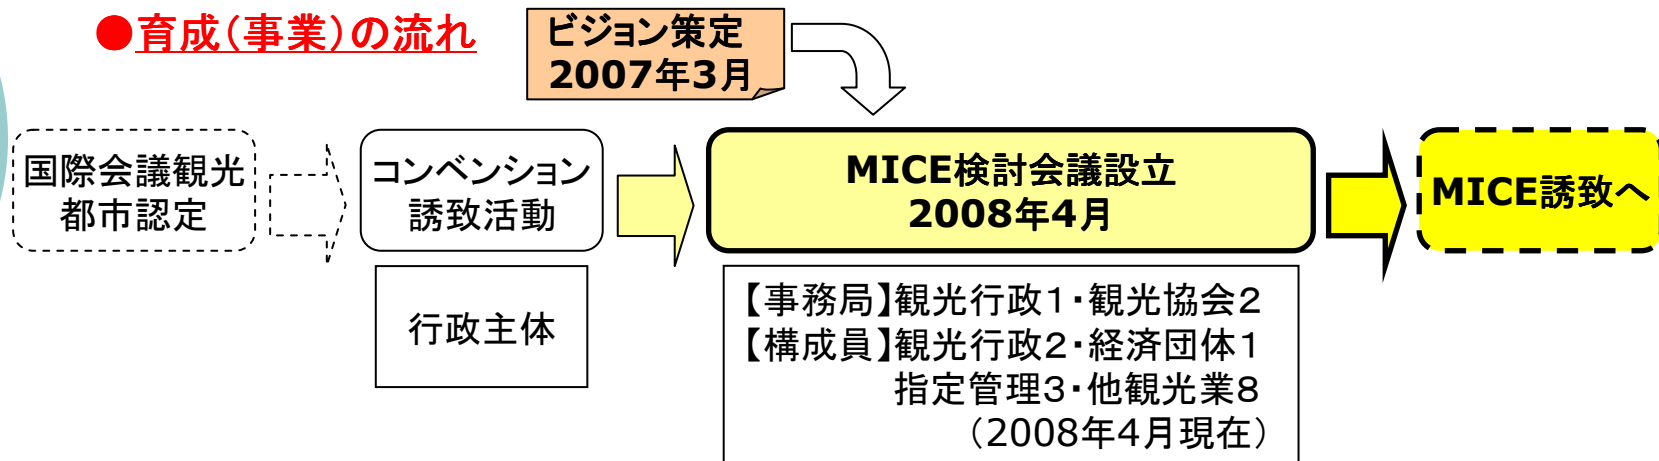 ●育成(事業)の流れ
ビジョン策定
2007年3月
国際会議観光
都市認定
コンベンション
誘致活動
MICE検討会議設立
2008年4月
MICE誘致へ
行政主体
【事務局】観光行政1・観光協会2
【構成員】観光行政2・経済団体1
指定管理3・他観光業8
（2008年4月現在）